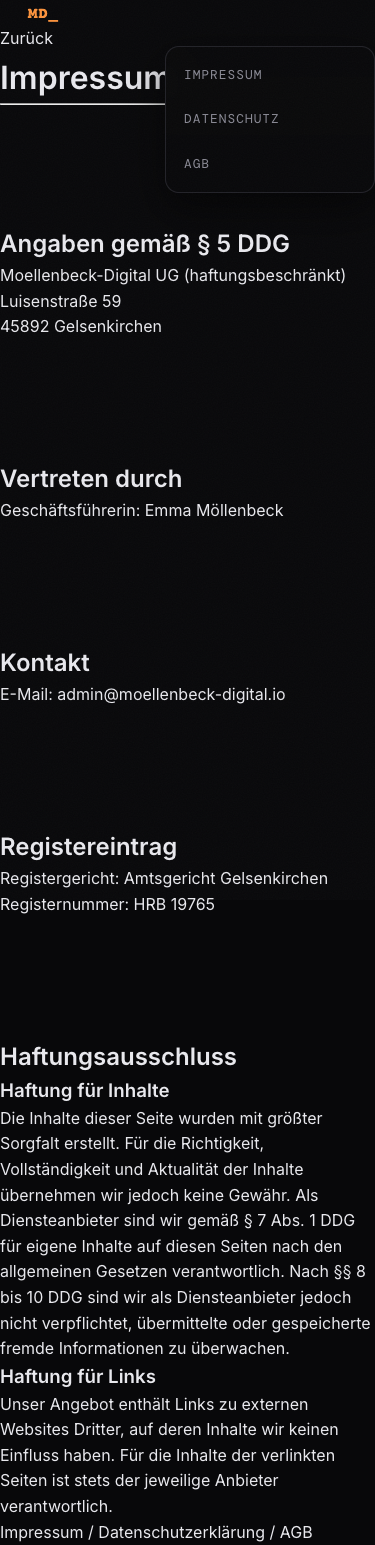 MD_
Zurück
Impressum
IMPRESSUM
DATENSCHUTZ
AGB
Angaben gemäß § 5 DDG
Moellenbeck-Digital UG (haftungsbeschränkt)
Luisenstraße 59
45892 Gelsenkirchen
Vertreten durch
Geschäftsführerin: Emma Möllenbeck
Kontakt
E-Mail: admin@moellenbeck-digital.io
Registereintrag
Registergericht: Amtsgericht Gelsenkirchen
Registernummer: HRB 19765
Haftungsausschluss
Haftung für Inhalte
Die Inhalte dieser Seite wurden mit größter
Sorgfalt erstellt. Für die Richtigkeit,
Vollständigkeit und Aktualität der Inhalte
übernehmen wir jedoch keine Gewähr. Als
Diensteanbieter sind wir gemäß § 7 Abs. 1 DDG
für eigene Inhalte auf diesen Seiten nach den
allgemeinen Gesetzen verantwortlich. Nach §§ 8
bis 10 DDG sind wir als Diensteanbieter jedoch
nicht verpflichtet, übermittelte oder gespeicherte
fremde Informationen zu überwachen.
Haftung für Links
Unser Angebot enthält Links zu externen
Websites Dritter, auf deren Inhalte wir keinen
Einfluss haben. Für die Inhalte der verlinkten
Seiten ist stets der jeweilige Anbieter
verantwortlich.
Impressum / Datenschutzerklärung / AGB